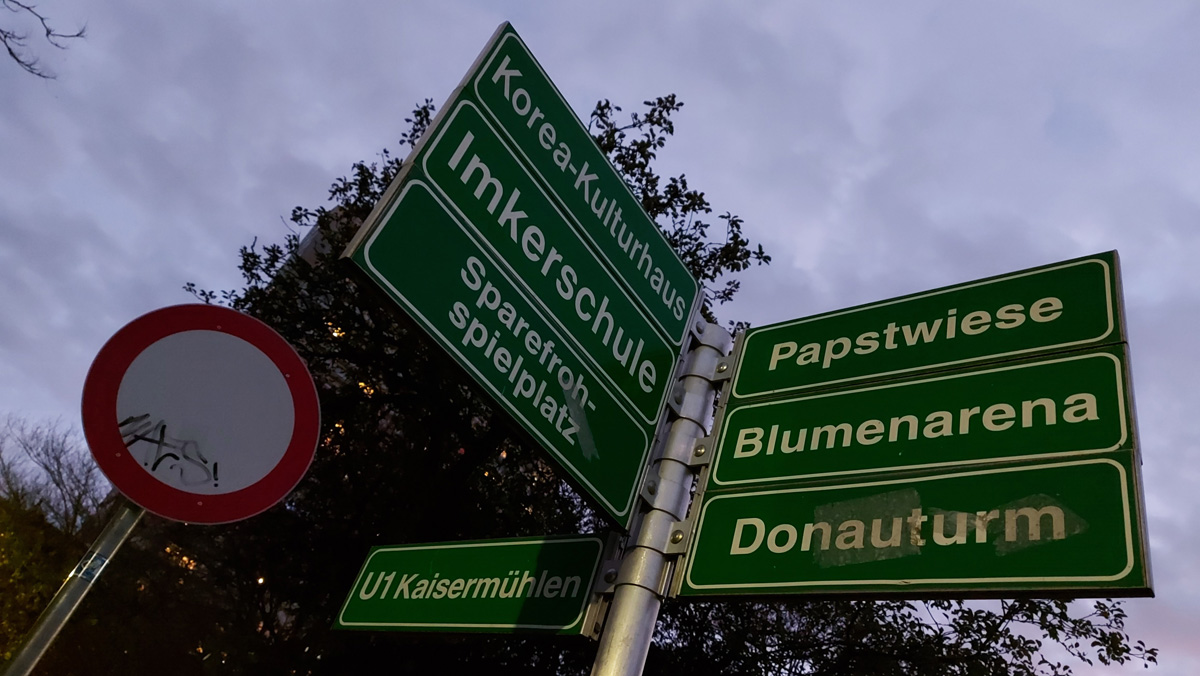 Korea-Kulturhaus
Imkerschule
Sparefroh-
spielplatz
U1 Kaisermühlen
Papstwiese
Blumenarena
Donauturm